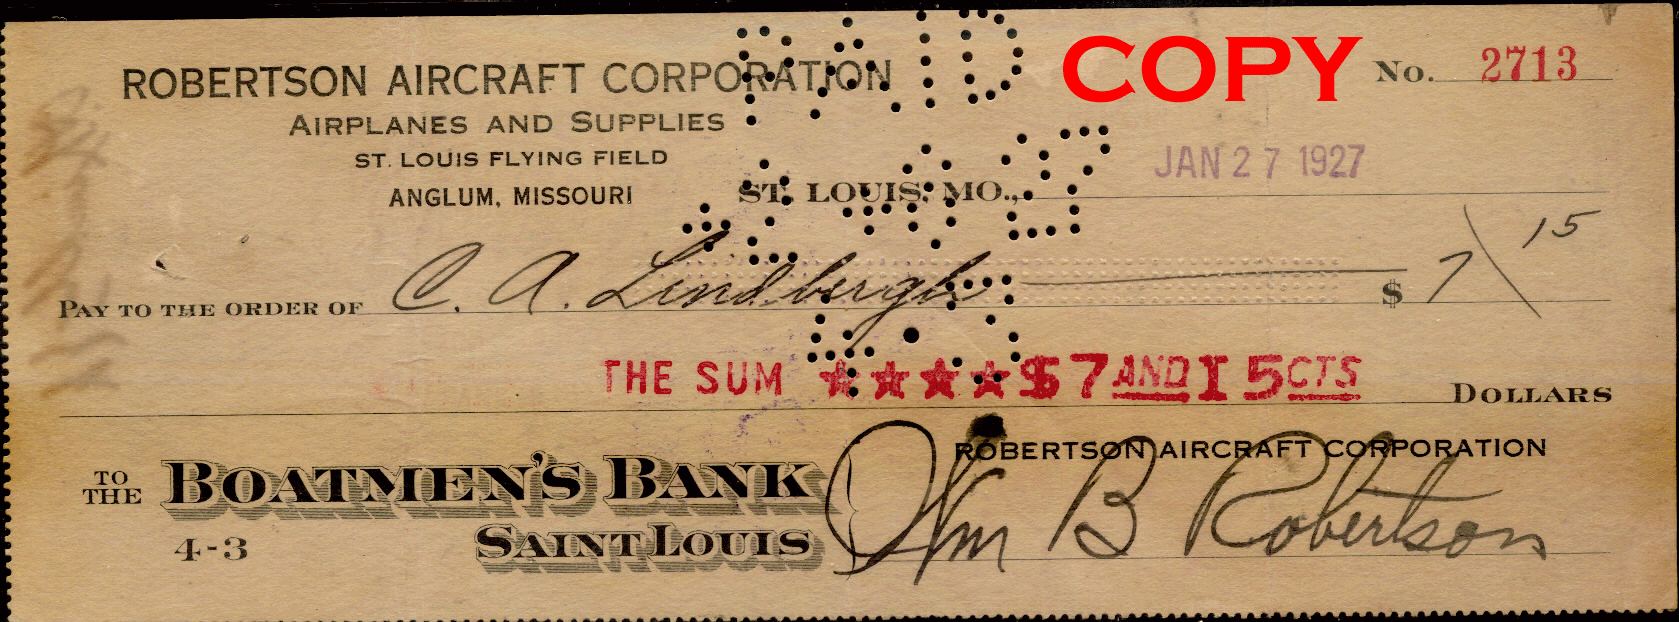 ROBERTSON AIRCRAFT CORPORATION
COPY
No. 2713
AIRPLANES AND SUPPLIES
ST. LOUIS FLYING FIELD
ANGLUM, MISSOURI
ST. LOUIS, MO., JAN 27 1927
PAY TO THE ORDER OF C. A. Lindbergh $ 7 15
THE SUM ★★★★$7 AND 15 CTS DOLLARS
ROBERTSON AIRCRAFT CORPORATION
TO THE BOATMEN'S BANK
SAINT LOUIS
4-3
Wm B Robertson
PAID